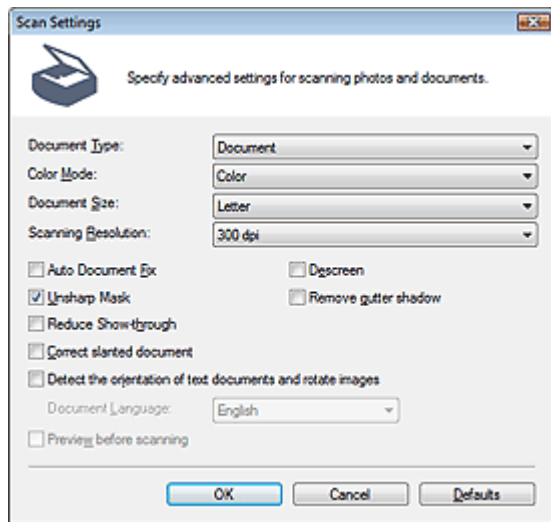 Scan Settings
Specify advanced settings for scanning photos and documents.
Document Type: Document
Color Mode: Color
Document Size: Letter
Scanning Resolution: 300 dpi
Auto Document Fix Descreen
Unsharp Mask Remove gutter shadow
Reduce Show-through
Correct slanted document
Detect the orientation of text documents and rotate images
Document Language: English
Preview before scanning
OK Cancel Defaults